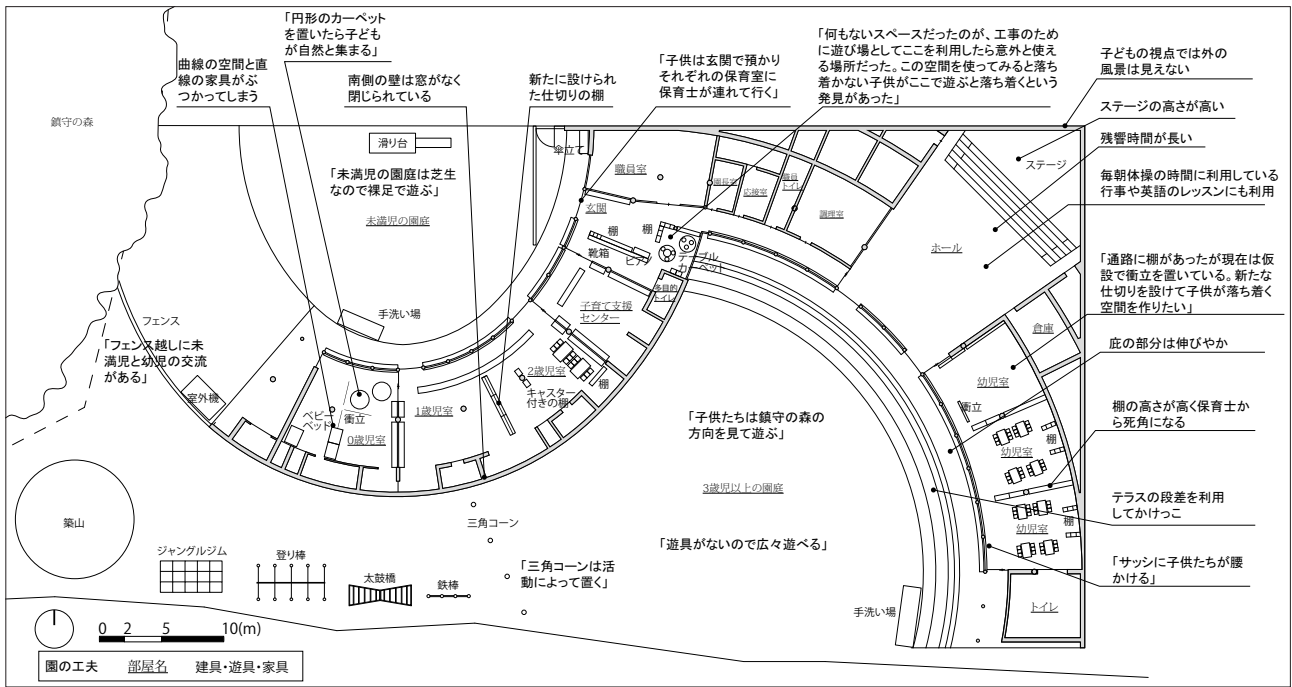 「円形のカーペット
を置いたら子ども
が自然と集まる」
曲線の空間と直
線の家具がぶ
つかってしまう
南側の壁は窓がなく
閉じられている
新たに設けられ
た仕切りの棚
「子供は玄関で預かり
それぞれの保育室に
保育士が連れて行く」
「何もないスペースだったのが、工事のため
に遊び場としてここを利用したら意外と使え
る場所だった。この空間を使ってみると落ち
着かない子供がここで遊ぶと落ち着くという
発見があった」
子どもの視点では外の
風景は見えない
ステージの高さが高い
残響時間が長い
毎朝体操の時間に利用している
行事や英語のレッスンにも利用
「通路に棚があったが現在は仮
設で衝立を置いている。新たな
仕切りを設けて子供が落ち着く
空間を作りたい」
庇の部分は伸びやか
棚の高さが高く保育士か
ら死角になる
テラスの段差を利用
してかけっこ
「サッシに子供たちが腰
かける」
鎮守の森
滑り台
傘立て
「未満児の園庭は芝生
なので裸足で遊ぶ」
未満児の園庭
職員室
園長室
応接室
職員
トイレ
調理室
ステージ
ホール
玄関
棚
棚
靴箱
ピアノ
テーブル
カーペット
多目的
トイレ
子育て支援
センター
倉庫
手洗い場
フェンス
「フェンス越しに未
満児と幼児の交流
がある」
室外機
ベビー
ベッド
衝立
0歳児室
1歳児室
2歳児室
キャスター
付きの棚
棚
幼児室
衝立
棚
幼児室
幼児室
棚
「子供たちは鎮守の森の
方向を見て遊ぶ」
3歳児以上の園庭
「遊具がないので広々遊べる」
三角コーン
「三角コーンは活
動によって置く」
築山
ジャングルジム
登り棒
太鼓橋
鉄棒
手洗い場
トイレ
0 2 5 10(m)
園の工夫 部屋名 建具・遊具・家具